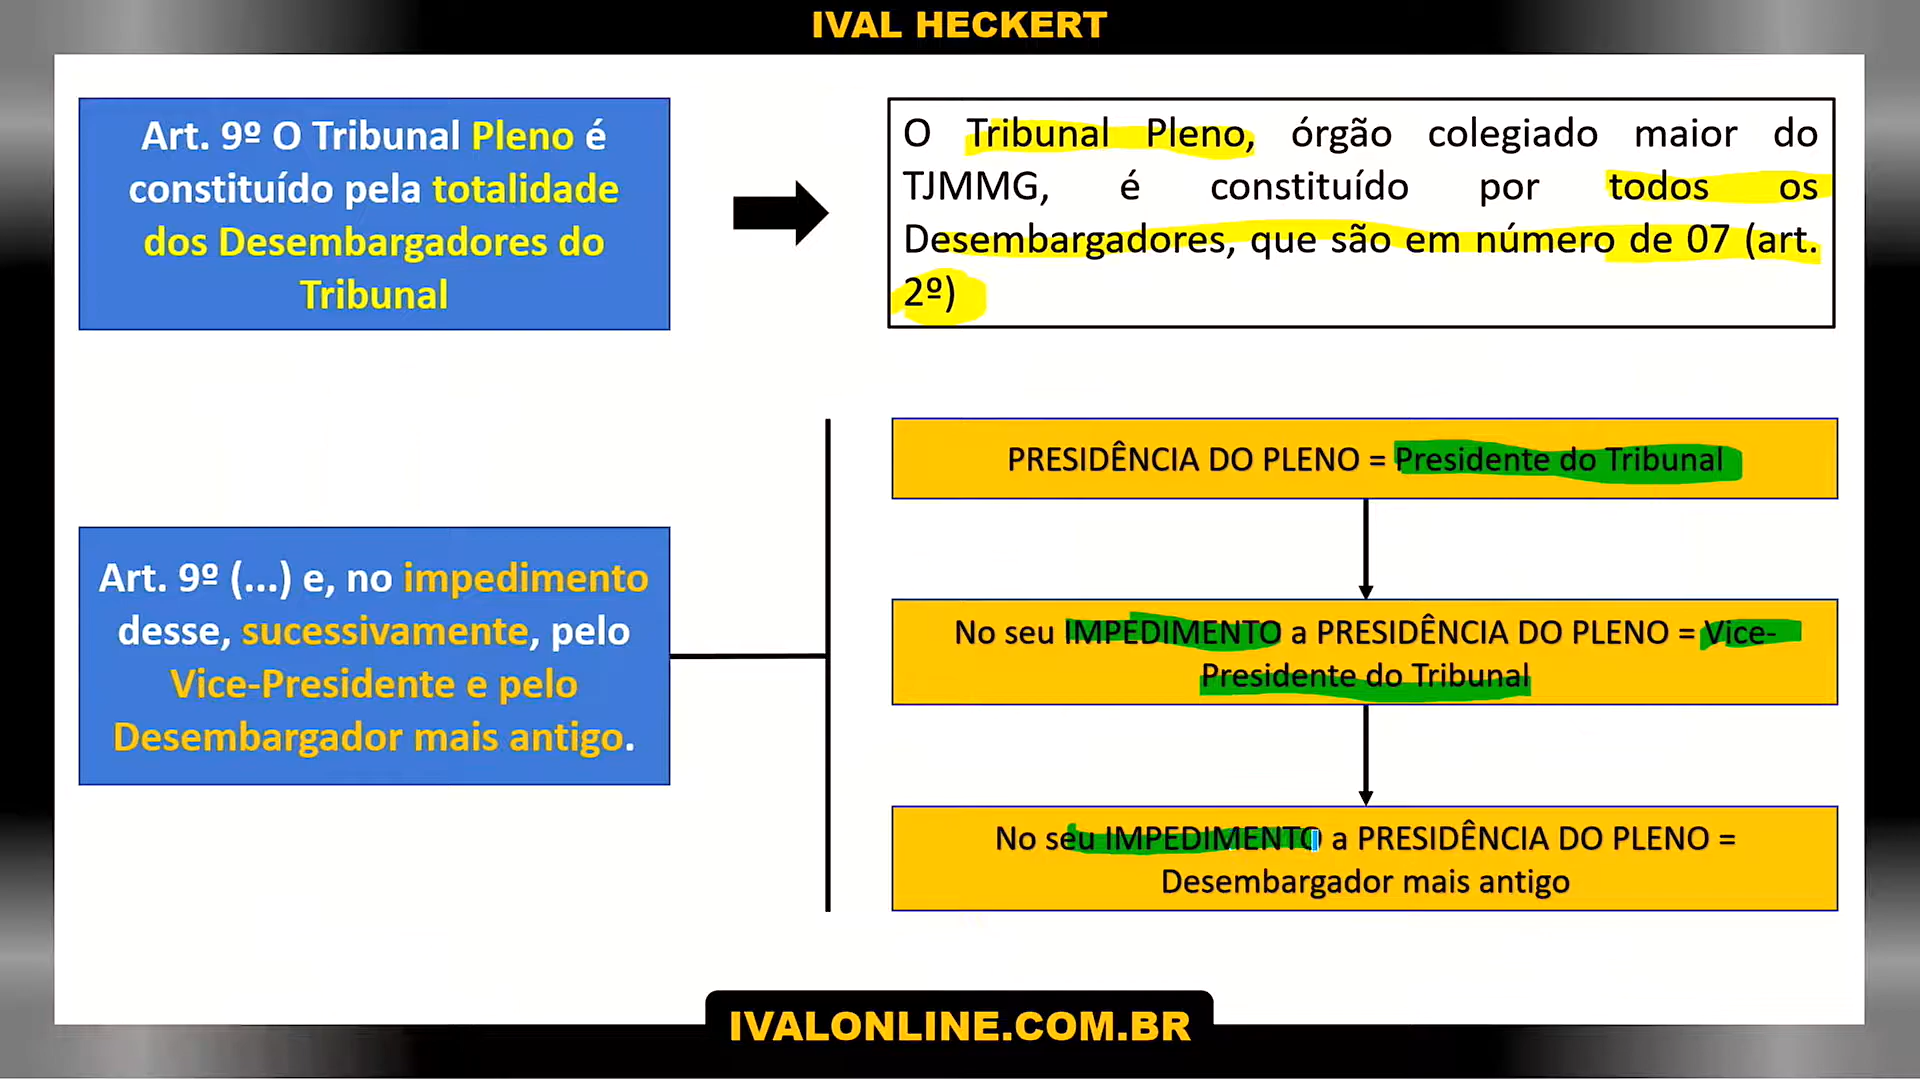 IVAL HECKERT
Art. 9º O Tribunal Pleno é
constituído pela totalidade
dos Desembargadores do
Tribunal
O Tribunal Pleno, órgão colegiado maior do
TJMMG, é constituído por todos os
Desembargadores, que são em número de 07 (art.
2º)
Art. 9º (...) e, no impedimento
desse, sucessivamente, pelo
Vice-Presidente e pelo
Desembargador mais antigo.
PRESIDÊNCIA DO PLENO = Presidente do Tribunal
No seu IMPEDIMENTO a PRESIDÊNCIA DO PLENO = Vice-
Presidente do Tribunal
No seu IMPEDIMENTO a PRESIDÊNCIA DO PLENO =
Desembargador mais antigo
IVALONLINE.COM.BR